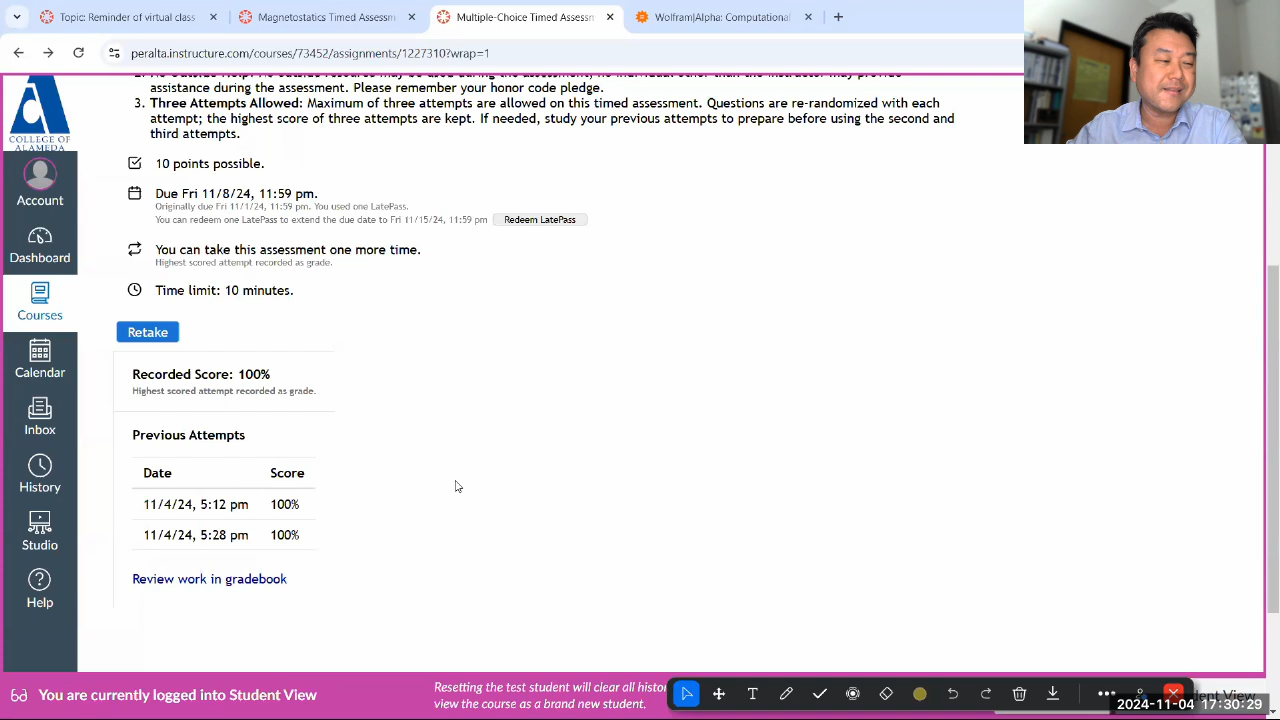 Topic: Review of virtual class
Magnetostatics Timed Assessm
Multiple-Choice Timed Assess
Wolfram|Alpha: Computational
peralta.instructure.com/courses/73452/assignments/1227310?wrap=1
assistance during the assessment. Please remember your honor code pledge.
3. Three Attempts Allowed: Maximum of three attempts are allowed on this timed assessment. Questions are re-randomized with each
attempt; the highest score of three attempts are kept. If needed, study your previous attempts to prepare before using the second and
third attempts.
10 points possible.
Due Fri 11/8/24, 11:59 pm.
Originally due Fri 11/1/24, 11:59 pm. You used one LatePass.
You can redeem one LatePass to extend the due date to Fri 11/15/24, 11:59 pm
Redeem LatePass
You can take this assessment one more time.
Highest scored attempt recorded as grade.
Time limit: 10 minutes.
Retake
Recorded Score: 100%
Highest scored attempt recorded as grade.
Previous Attempts
Date Score
11/4/24, 5:12 pm 100%
11/4/24, 5:28 pm 100%
Review work in gradebook
COLLEGE OF
ALAMEDA
Account
Dashboard
Courses
Calendar
Inbox
History
Studio
Help
You are currently logged into Student View
Resetting the test student will clear all histor
view the course as a brand new student.
dent View
2024-11-04 17:30:29